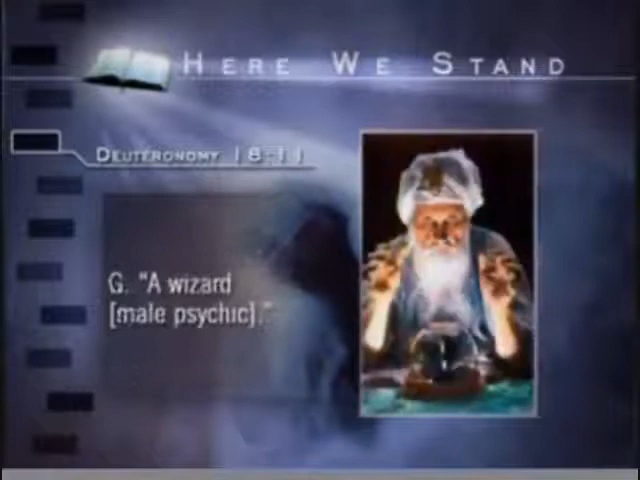 HERE WE STAND
DEUTERONOMY 18:11
G. "A wizard
[male psychic]."